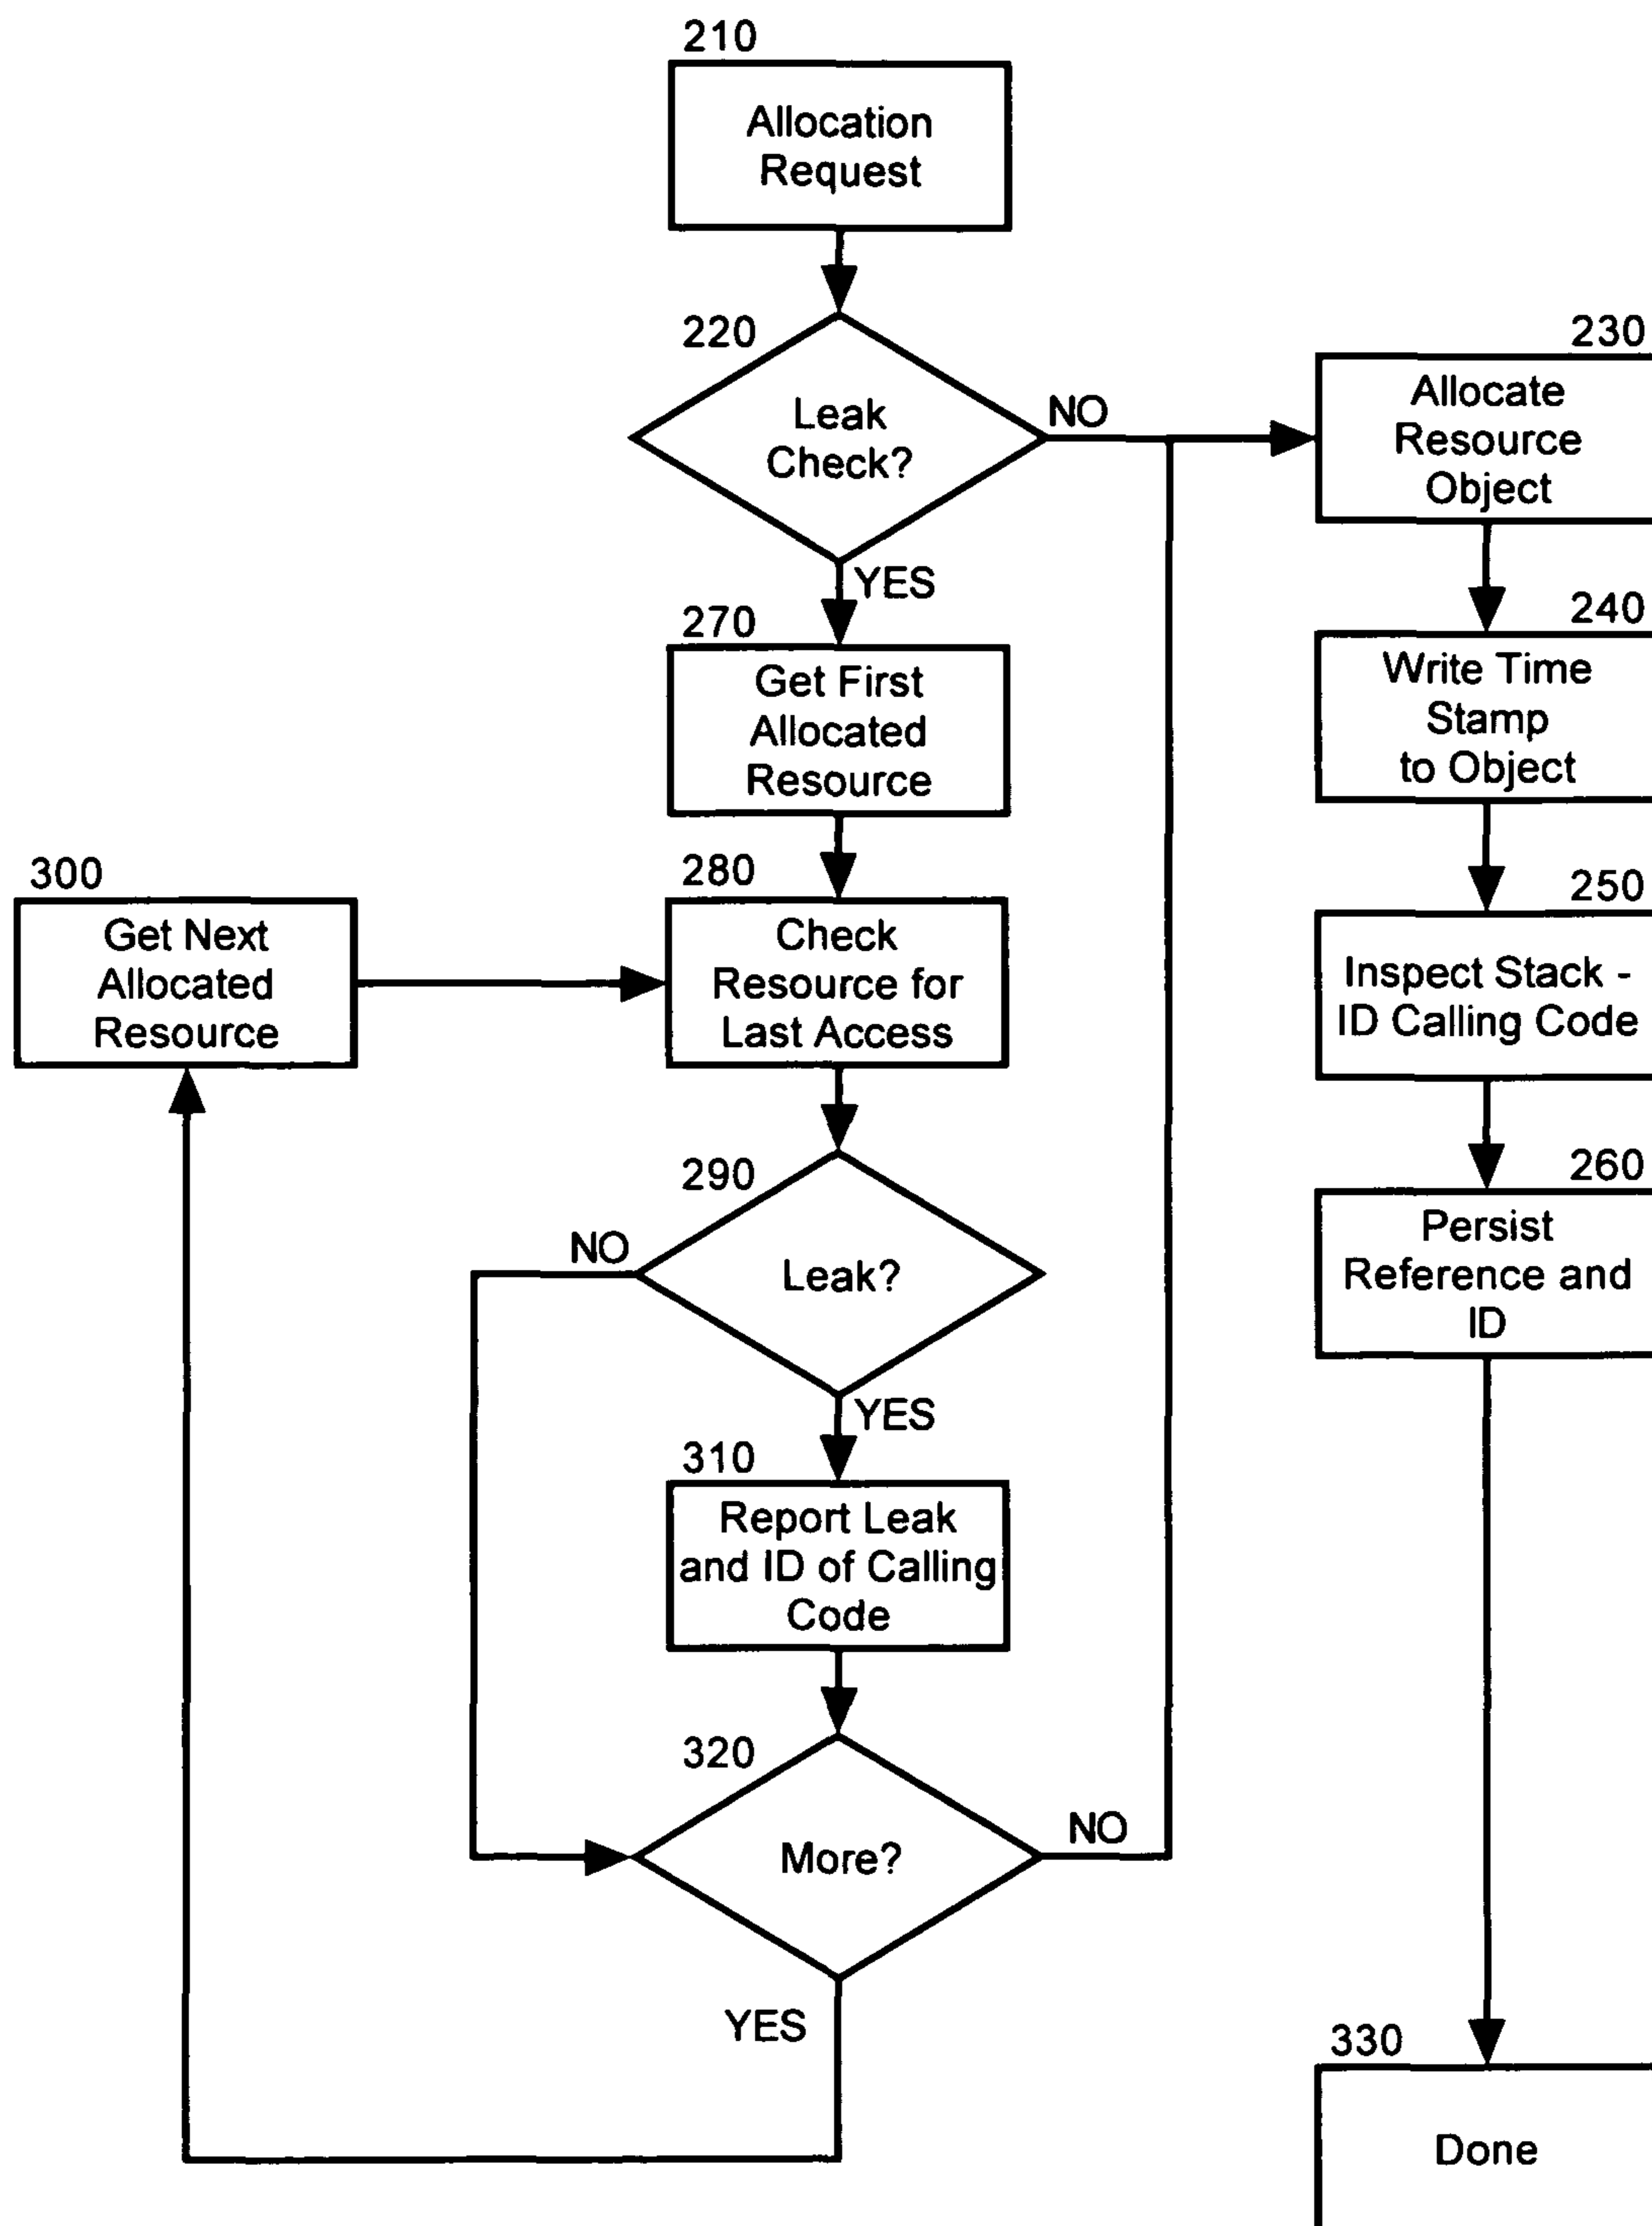 210
Allocation
Request
220
Leak
Check?
NO
YES
230
Allocate
Resource
Object
240
Write Time
Stamp
to Object
250
Inspect Stack -
ID Calling Code
260
Persist
Reference and
ID
270
Get First
Allocated
Resource
280
Check
Resource for
Last Access
300
Get Next
Allocated
Resource
290
Leak?
NO
YES
310
Report Leak
and ID of Calling
Code
320
More?
NO
YES
330
Done